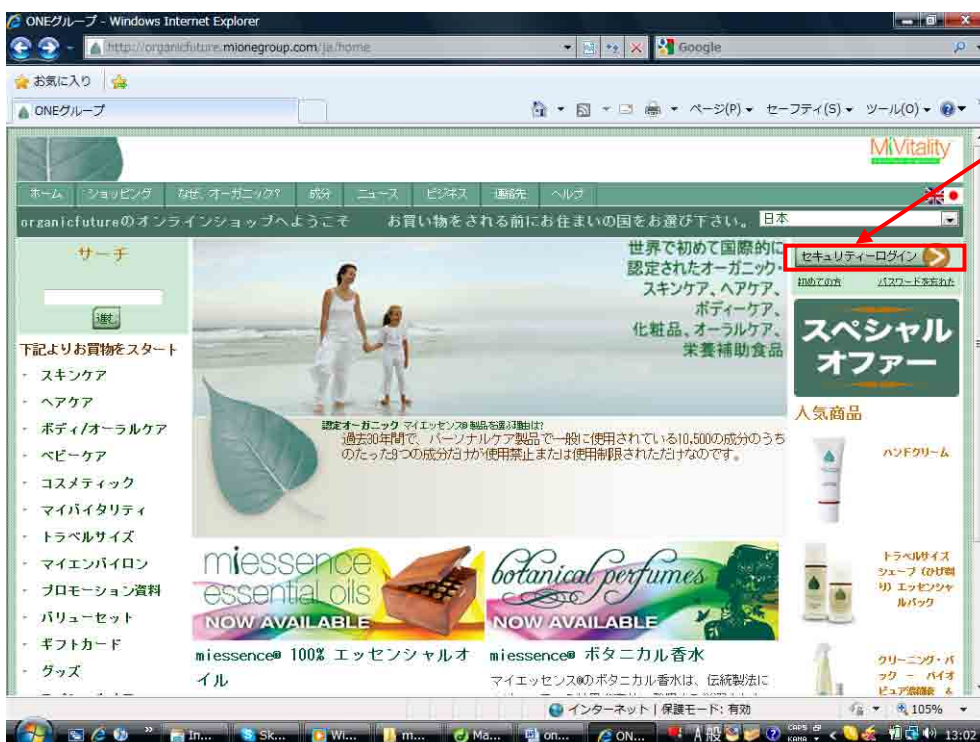 ONEグループ - Windows Internet Explorer
http://organicfuture.mionegroup.com/ja/home
Google
お気に入り
ONEグループ
ページ(P) セーフティ(S) ツール(O)
MiVitality
ホーム ショッピング なぜ、オーガニック? 成分 ニュース ビジネス 連絡先 ヘルプ
organicfutureのオンラインショップへようこそ お買い物をされる前にお住まいの国をお選び下さい。 日本
サーチ
進む
下記よりお買物をスタート
スキンケア
ヘアケア
ボディ/オーラルケア
ベビーケア
コスメティック
マイバイタリティ
トラベルサイズ
マイエンバイロン
プロモーション資料
バリューセット
ギフトカード
グッズ
世界で初めて国際的に
認定されたオーガニック・
スキンケア、ヘアケア、
ボディーケア、
化粧品、オーラルケア、
栄養補助食品
認定オーガニック マイエッセンス® 製品を選ぶ理由は?
過去30年間で、パーソナルケア製品で一般に使用されている10,500の成分のうち
のたった9つの成分だけが使用禁止または使用制限されただけなのです。
miessence
essential oils
NOW AVAILABLE
miessence® 100% エッセンシャルオ
イル
botanical perfumes
NOW AVAILABLE
miessence® ボタニカル香水
マイエッセンス®のボタニカル香水は、伝統製法に
セキュリティーログイン
初めての方 パスワードを忘れた
スペシャル
オファー
人気商品
ハンドクリーム
トラベルサイズ
シェーブ (ひげ剃
り) エッセンシャ
ルパック
クリーニング・パ
ック - バイオ
ピュア濃縮液 &
インターネット | 保護モード: 有効
105%
In... Sk... Wi... m... Ma... on... ON...
A 般
CAPS
KANA
13:0